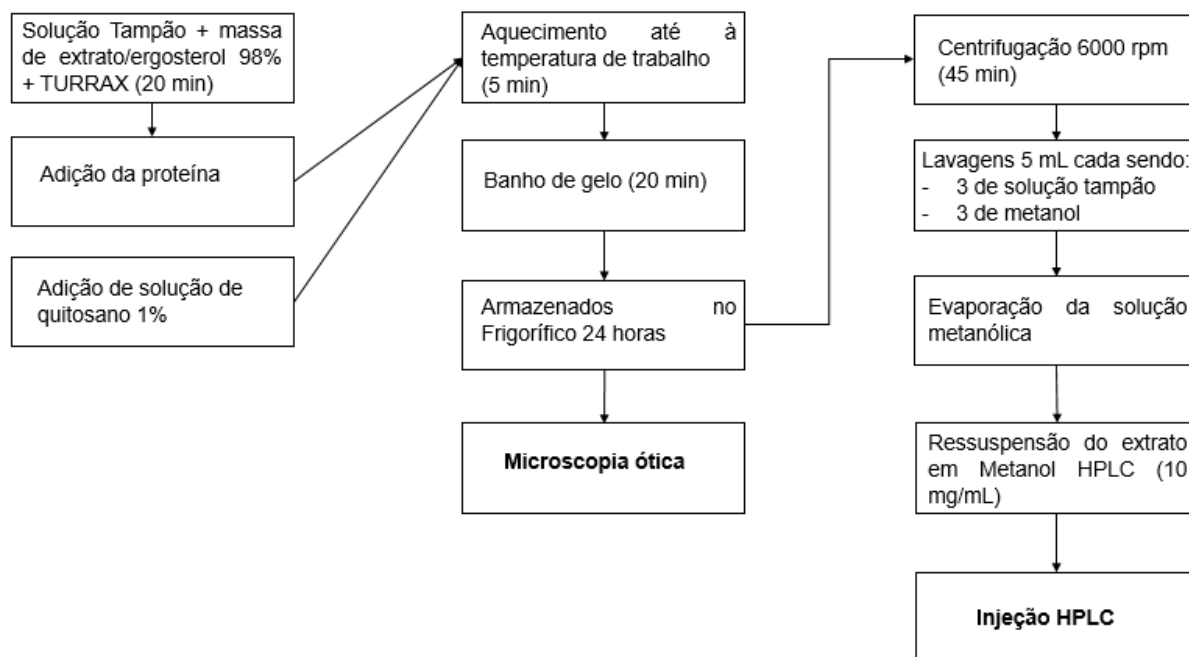 Solução Tampão + massa
de extrato/ergosterol 98%
+ TURRAX (20 min)
Adição da proteína
Adição de solução de
quitosano 1%
Aquecimento até à
temperatura de trabalho
(5 min)
Banho de gelo (20 min)
Armazenados no
Frigorífico 24 horas
Microscopia ótica
Centrifugação 6000 rpm
(45 min)
Lavagens 5 mL cada sendo:
- 3 de solução tampão
- 3 de metanol
Evaporação da solução
metanólica
Ressuspensão do extrato
em Metanol HPLC (10
mg/mL)
Injeção HPLC